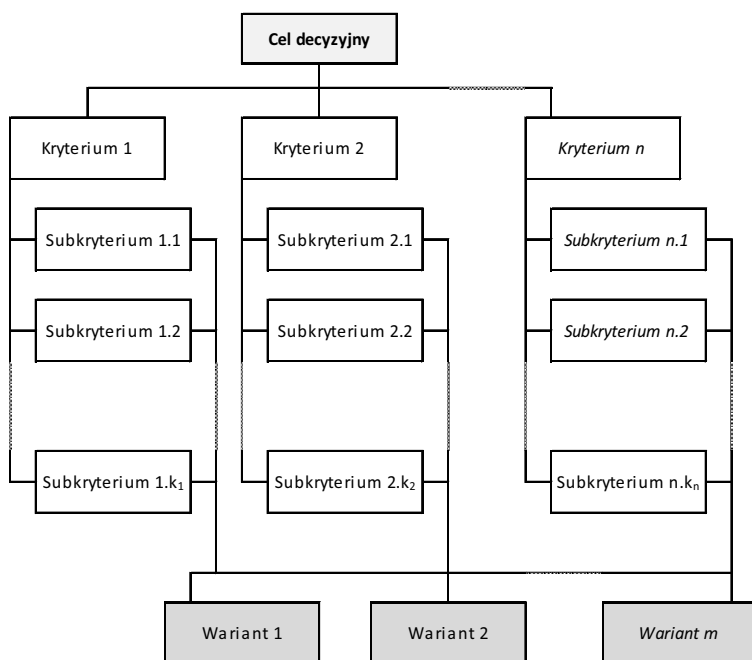 Cel decyzyjny
Kryterium 1
Kryterium 2
Kryterium n
Subkryterium 1.1
Subkryterium 2.1
Subkryterium n.1
Subkryterium 1.2
Subkryterium 2.2
Subkryterium n.2
Subkryterium 1.k₁
Subkryterium 2.k₂
Subkryterium n.kₙ
Wariant 1
Wariant 2
Wariant m